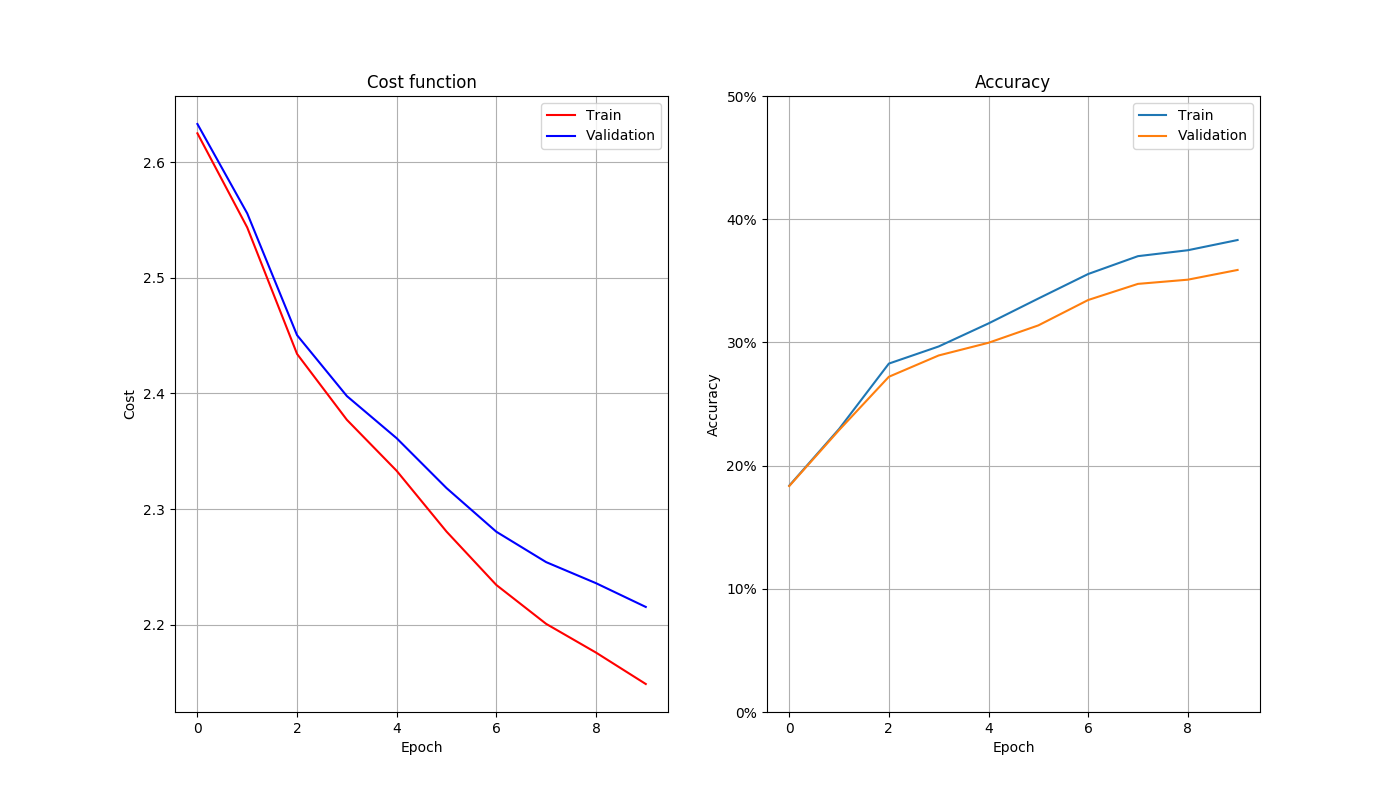 Cost function
Train
Validation
2.6
2.5
2.4
2.3
2.2
Cost
0 2 4 6 8
Epoch
Accuracy
Train
Validation
50%
40%
30%
20%
10%
0%
Accuracy
0 2 4 6 8
Epoch